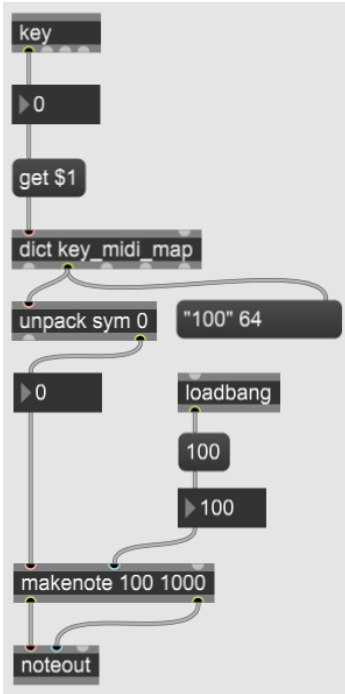 key
0
get $1
dict key_midi_map
unpack sym 0
"100" 64
0
loadbang
100
100
makenote 100 1000
noteout